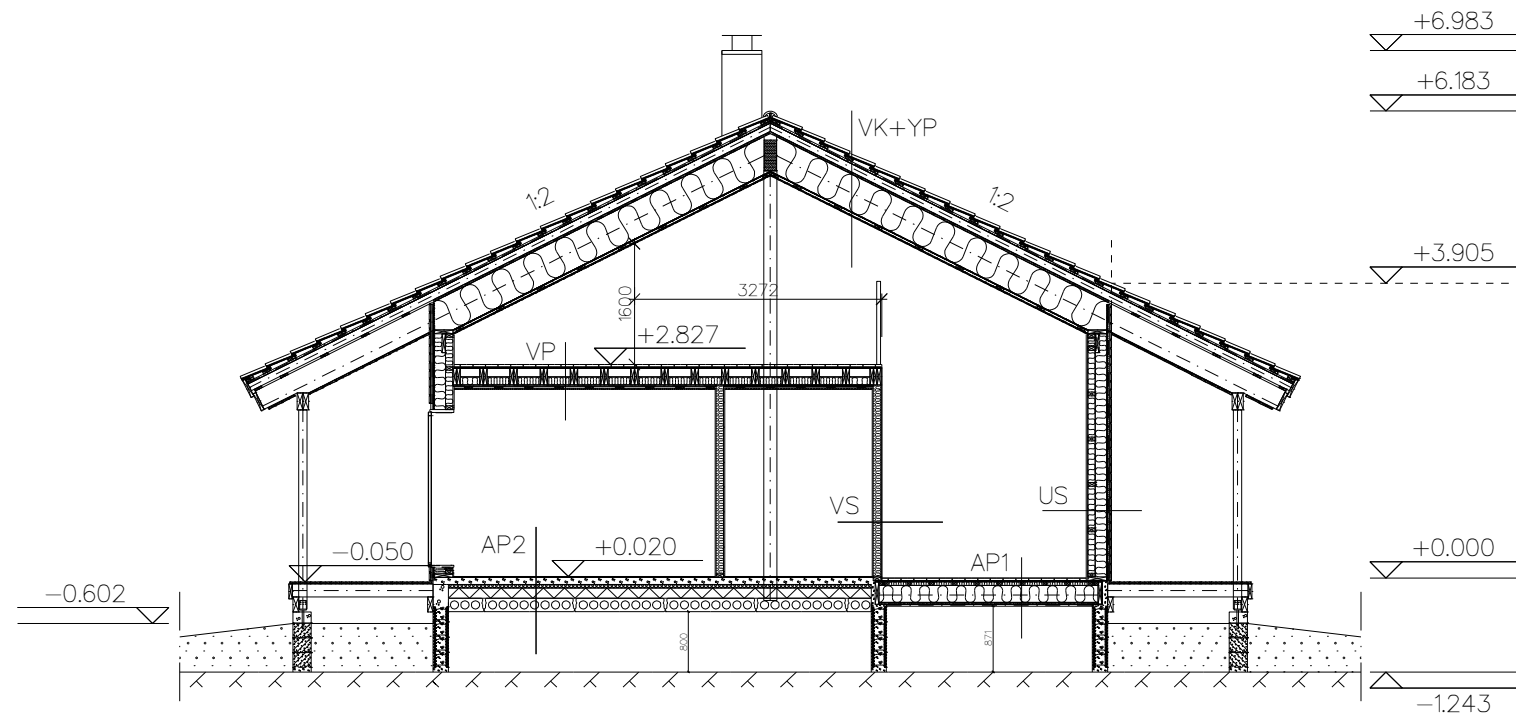 +6.983
+6.183
VK+YP
1:2
1:2
+3.905
3272
1600
+2.827
VP
VS
US
AP2
+0.020
−0.050
AP1
+0.000
−0.602
800
871
−1.243